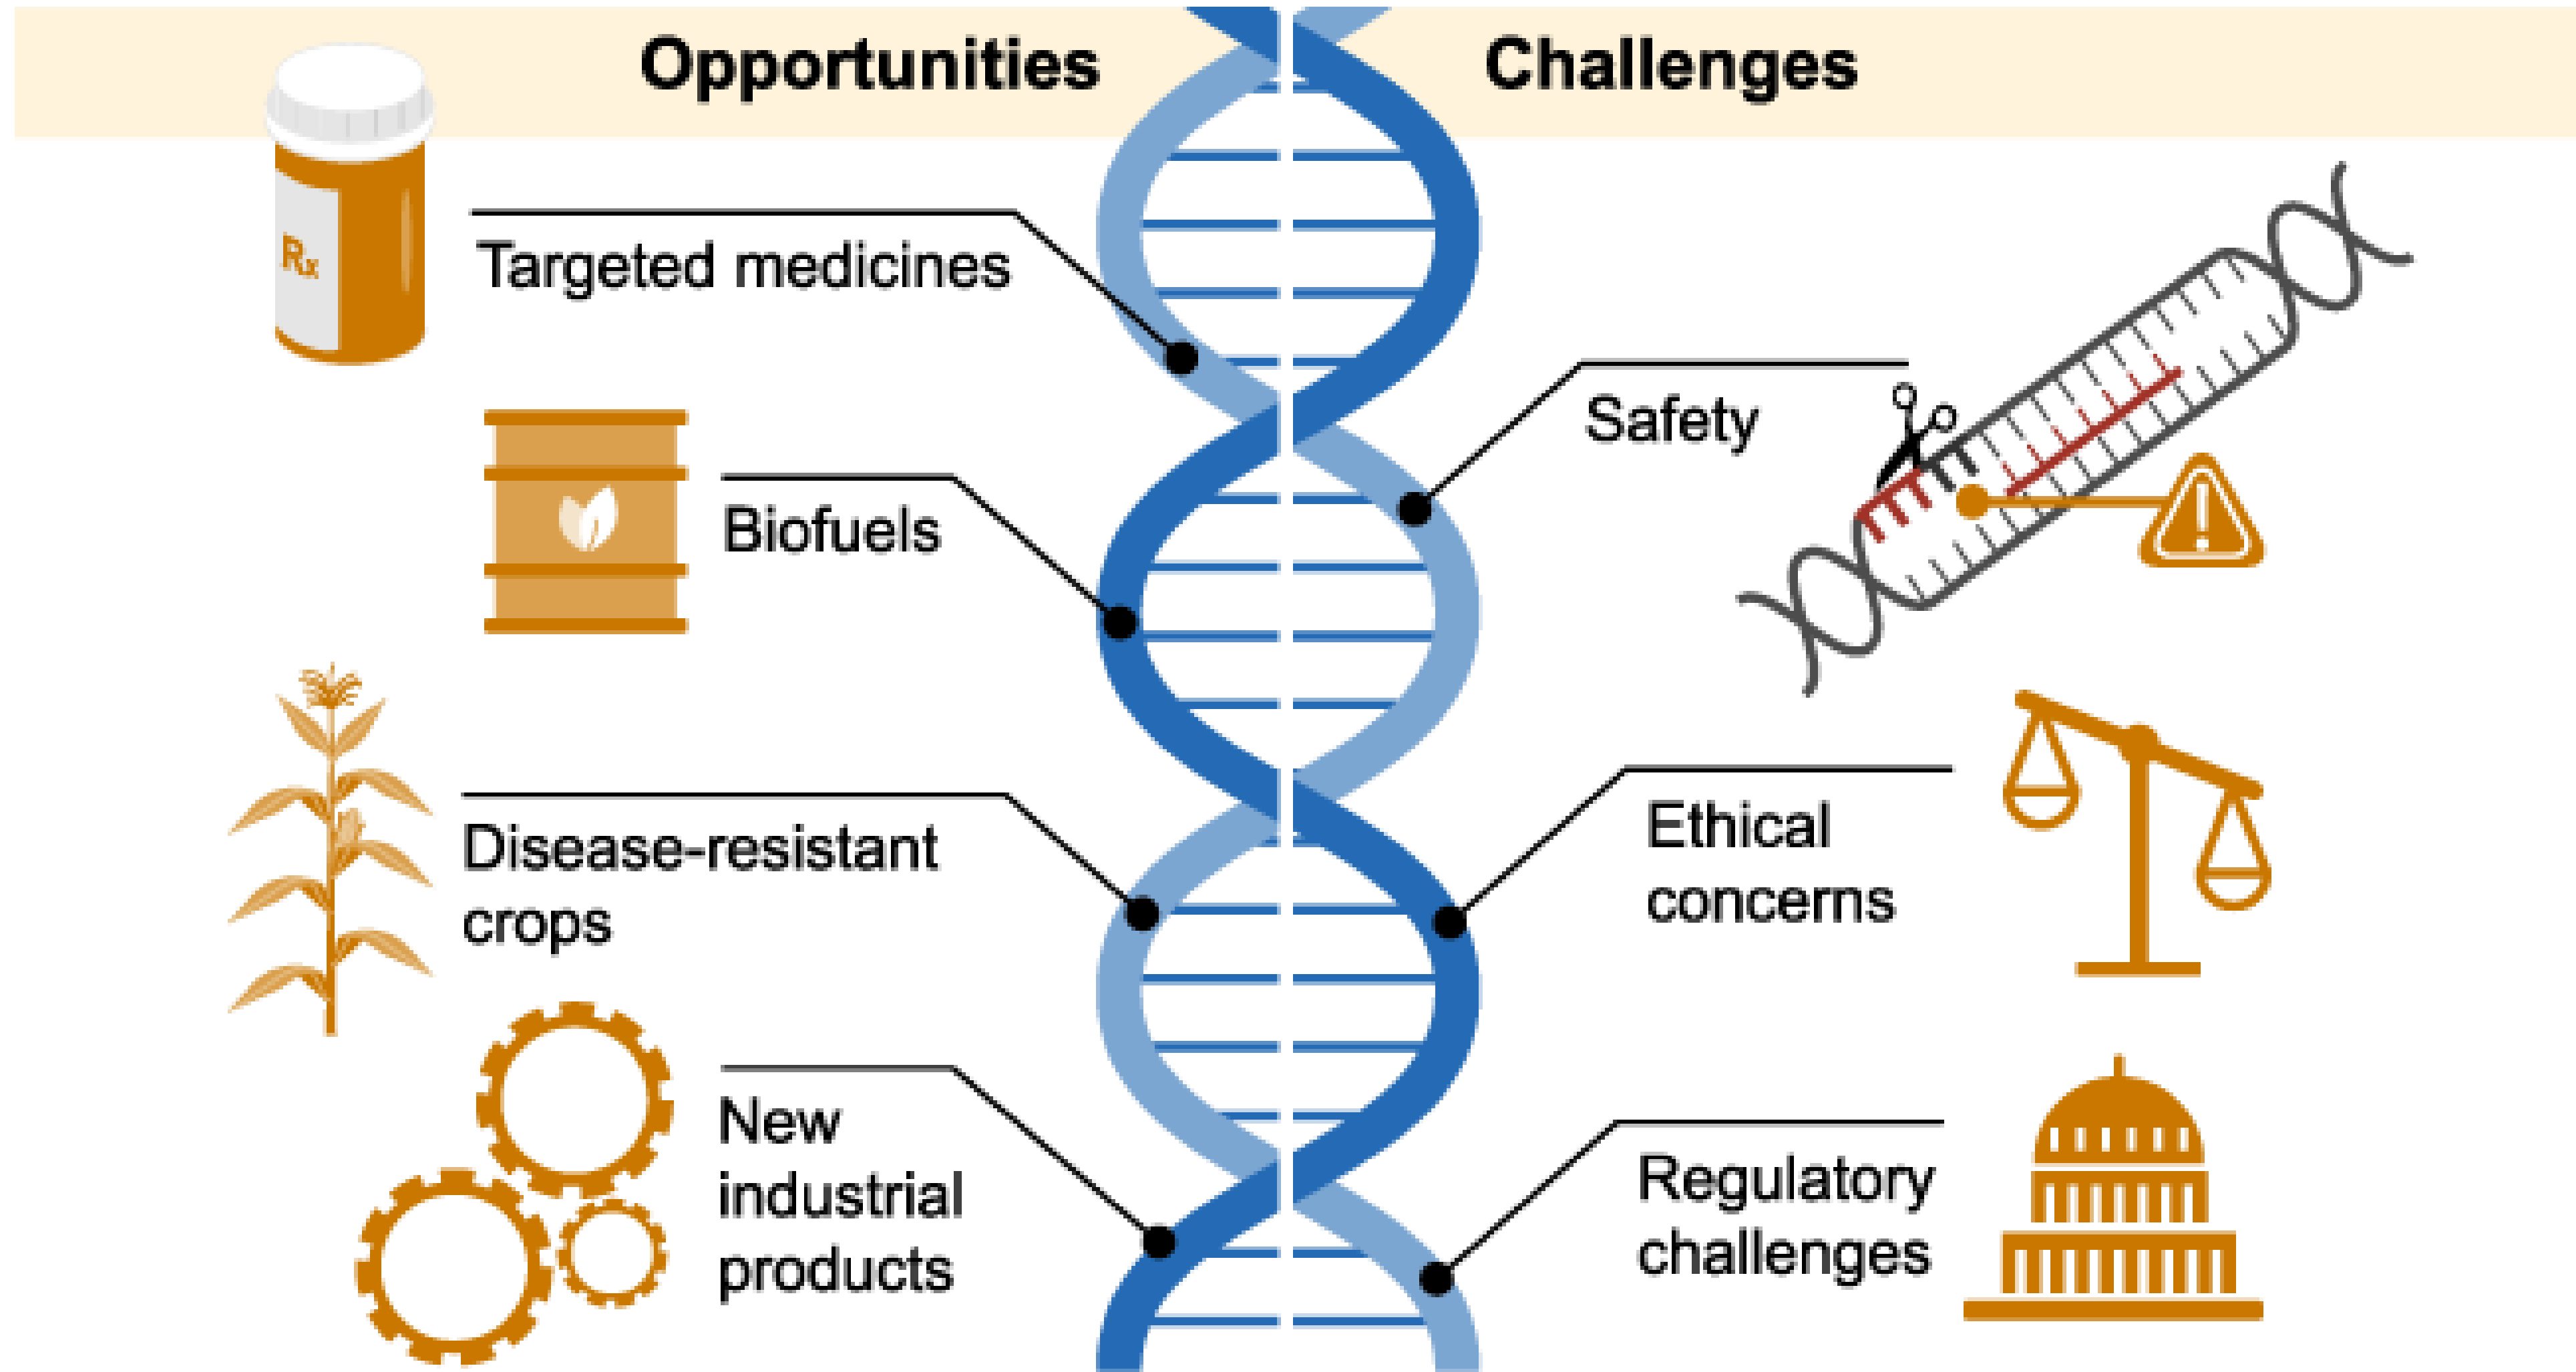 Opportunities
Challenges
Rx
Targeted medicines
Safety
Biofuels
Disease-resistant
crops
Ethical
concerns
New
industrial
products
Regulatory
challenges